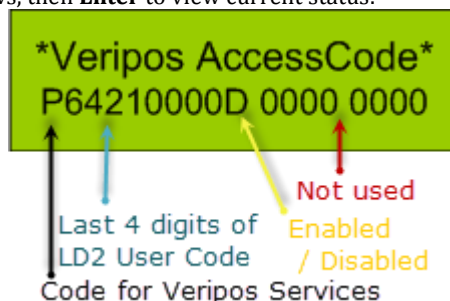 ws, then Enter to view current status.
*Veripos AccessCode*
P64210000D 0000 0000
Not used
Last 4 digits of
LD2 User Code
Enabled
/ Disabled
Code for Veripos Services